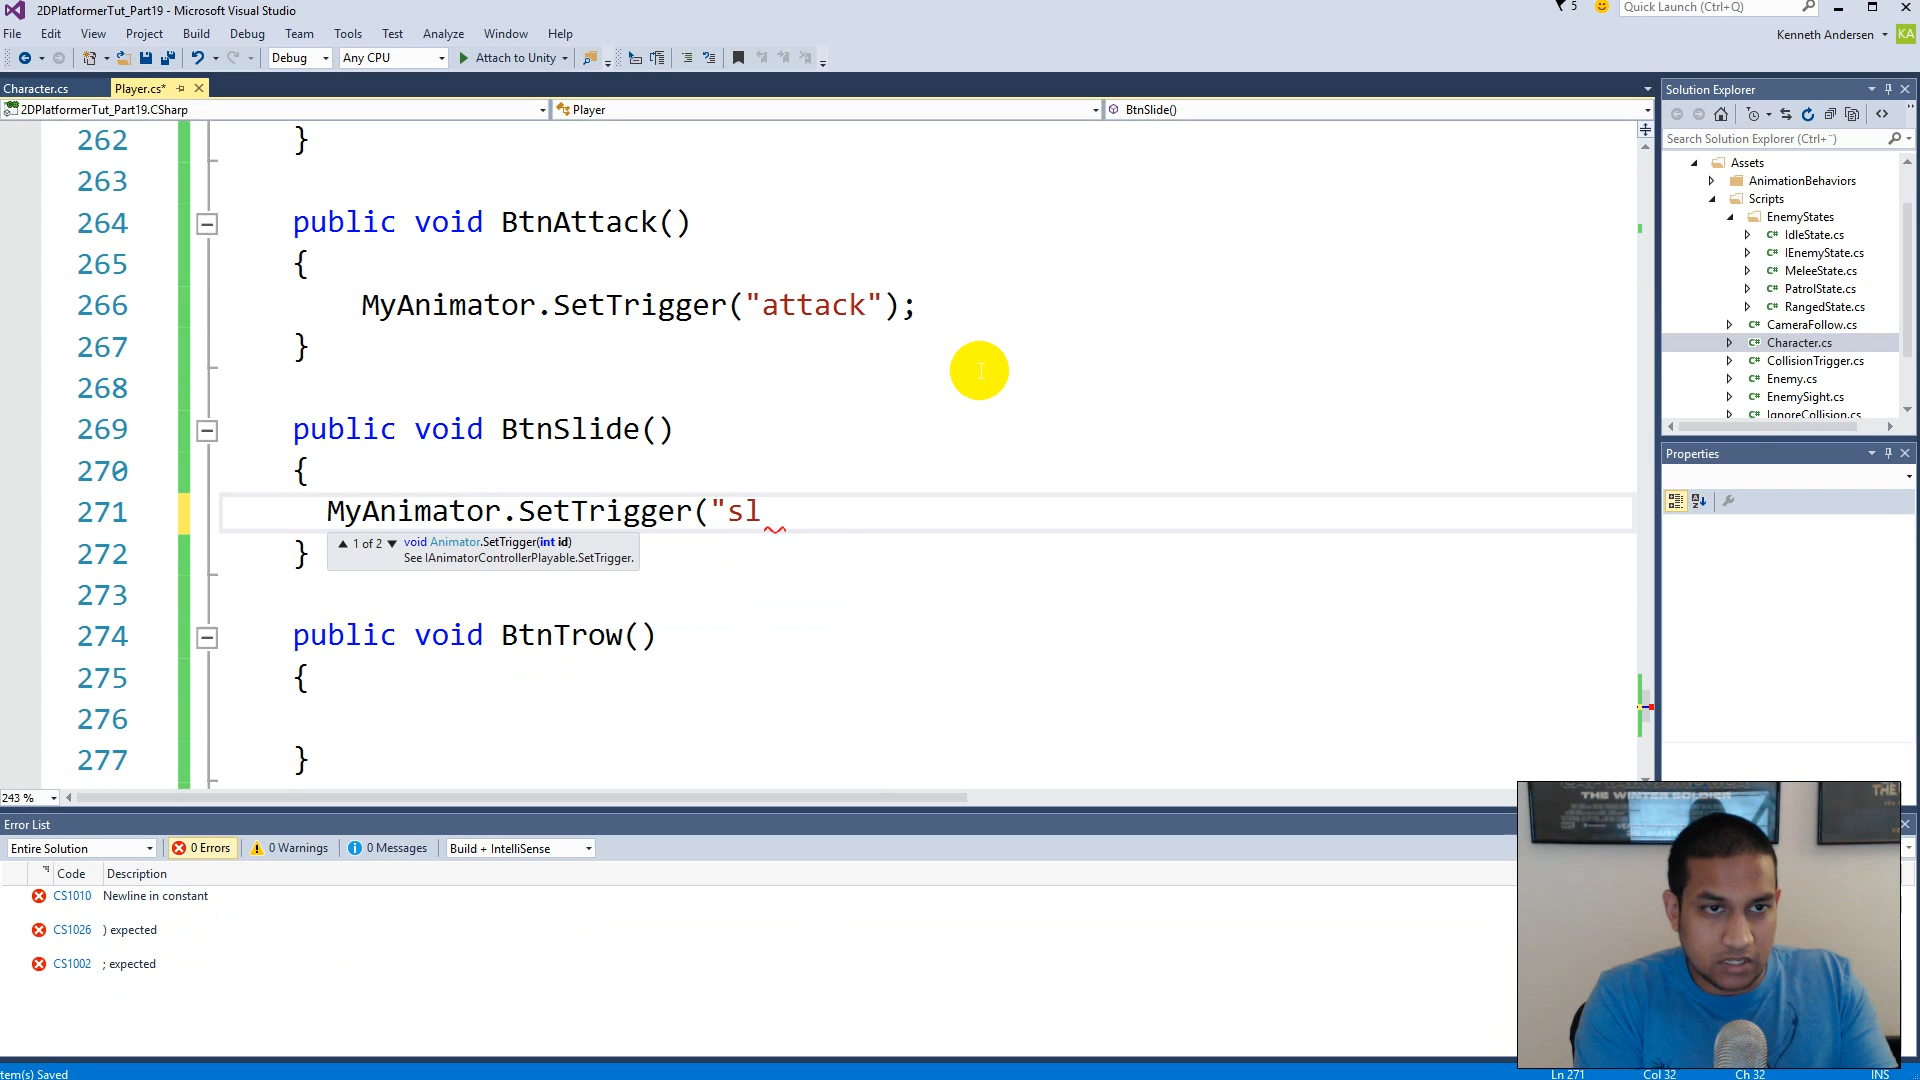 2DPlatformerTut_Part19 - Microsoft Visual Studio
5
Quick Launch (Ctrl+Q)
File Edit View Project Build Debug Team Tools Test Analyze Window Help
Kenneth Andersen KA
Debug Any CPU Attach to Unity
Character.cs Player.cs*
2DPlatformerTut_Part19.CSharp Player BtnSlide()
262 }
263
264 public void BtnAttack()
265 {
266 MyAnimator.SetTrigger("attack");
267 }
268
269 public void BtnSlide()
270 {
271 MyAnimator.SetTrigger("sl
1 of 2 void Animator.SetTrigger(int id)
See IAnimatorControllerPlayable.SetTrigger.
272 }
273
274 public void BtnTrow()
275 {
276
277 }
243 %
Solution Explorer
Search Solution Explorer (Ctrl+¨)
Assets
AnimationBehaviors
Scripts
EnemyStates
C# IdleState.cs
C# IEnemyState.cs
C# MeleeState.cs
C# PatrolState.cs
C# RangedState.cs
C# CameraFollow.cs
C# Character.cs
C# CollisionTrigger.cs
C# Enemy.cs
C# EnemySight.cs
C# IgnoreCollision.cs
Properties
Error List
Entire Solution 0 Errors 0 Warnings 0 Messages Build + IntelliSense
Code Description
CS1010 Newline in constant
CS1026 ) expected
CS1002 ; expected
THE WINTER SOLDIER
THE
tem(s) Saved Ln 271 Col 32 Ch 32 INS